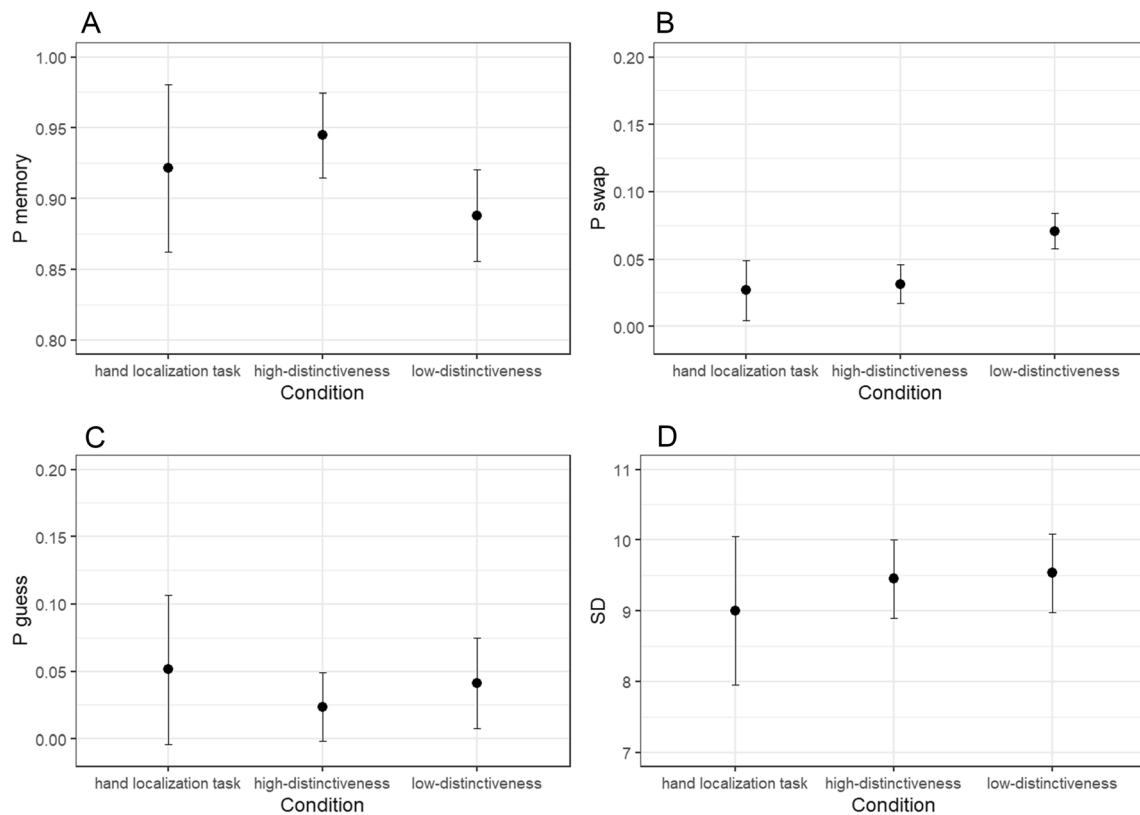 A
P memory
1.00
0.95
0.90
0.85
0.80
hand localization task high-distinctiveness low-distinctiveness
Condition
B
P swap
0.20
0.15
0.10
0.05
0.00
hand localization task high-distinctiveness low-distinctiveness
Condition
C
P guess
0.20
0.15
0.10
0.05
0.00
hand localization task high-distinctiveness low-distinctiveness
Condition
D
SD
11
10
9
8
7
hand localization task high-distinctiveness low-distinctiveness
Condition